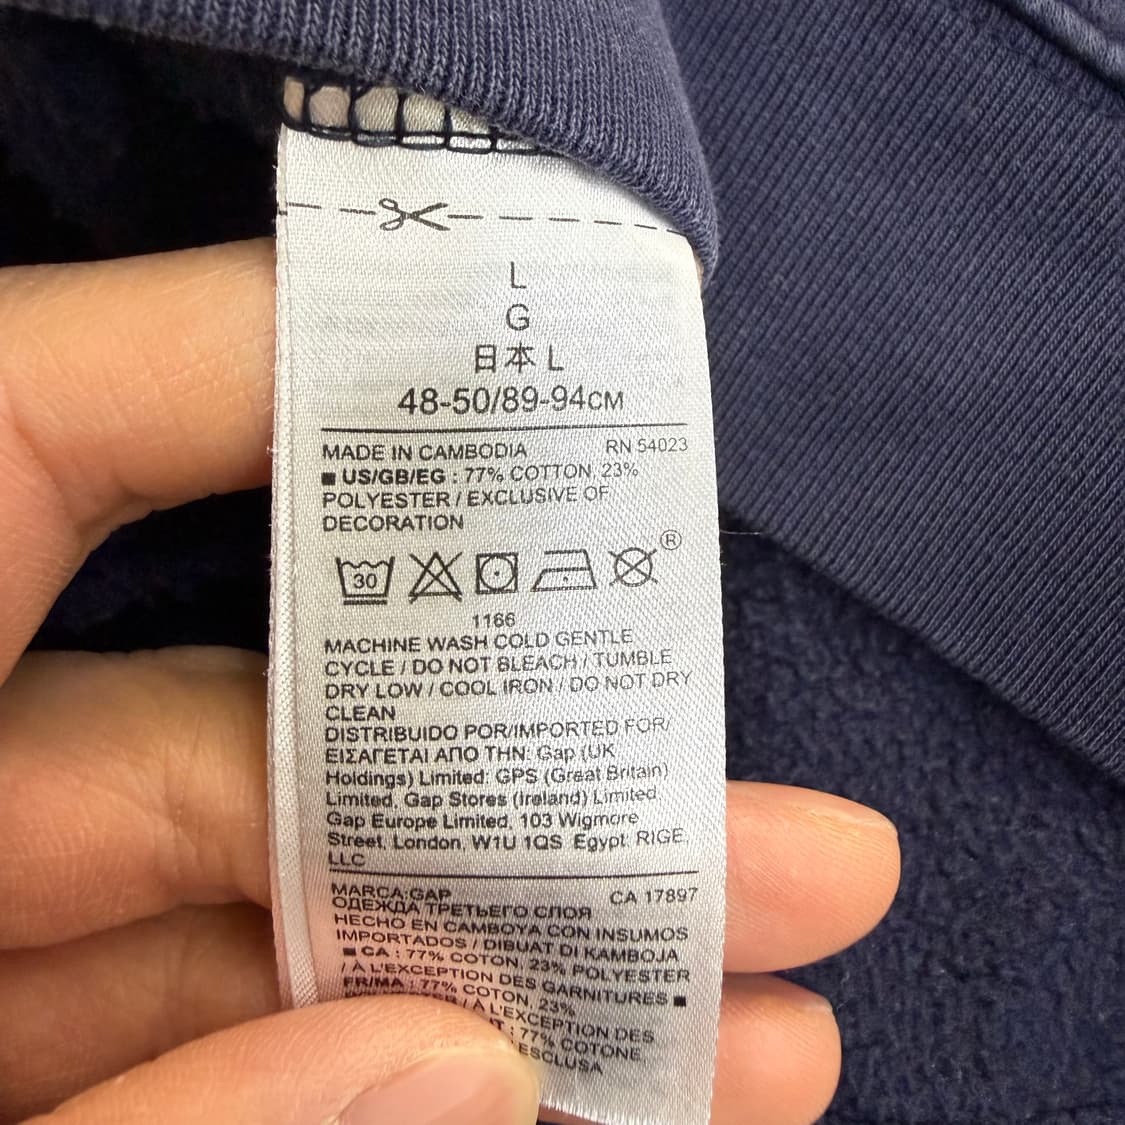 L
G
日本 L
48-50/89-94CM
MADE IN CAMBODIA RN 54023
■ US/GB/EG : 77% COTTON, 23%
POLYESTER / EXCLUSIVE OF
DECORATION
30 ®
1166
MACHINE WASH COLD GENTLE
CYCLE / DO NOT BLEACH / TUMBLE
DRY LOW / COOL IRON / DO NOT DRY
CLEAN
DISTRIBUIDO POR/IMPORTED FOR/
ΕΙΣΑΓΕΤΑΙ ΑΠΟ ΤΗΝ: Gap (UK
Holdings) Limited: GPS (Great Britain)
Limited, Gap Stores (Ireland) Limited,
Gap Europe Limited, 103 Wigmore
Street, London, W1U 1QS Egypt: RIGE,
LLC
MARCA:GAP CA 17897
ОДЕЖДА ТРЕТЬЕГО СЛОЯ
HECHO EN CAMBOYA CON INSUMOS
IMPORTADOS / DIBUAT DI KAMBOJA
■ CA : 77% COTON, 23% POLYESTER
/ À L'EXCEPTION DES GARNITURES ■
FR/MA : 77% COTON, 23%
/ À L'EXCEPTION DES
: 77% COTONE,
ESCLUSA